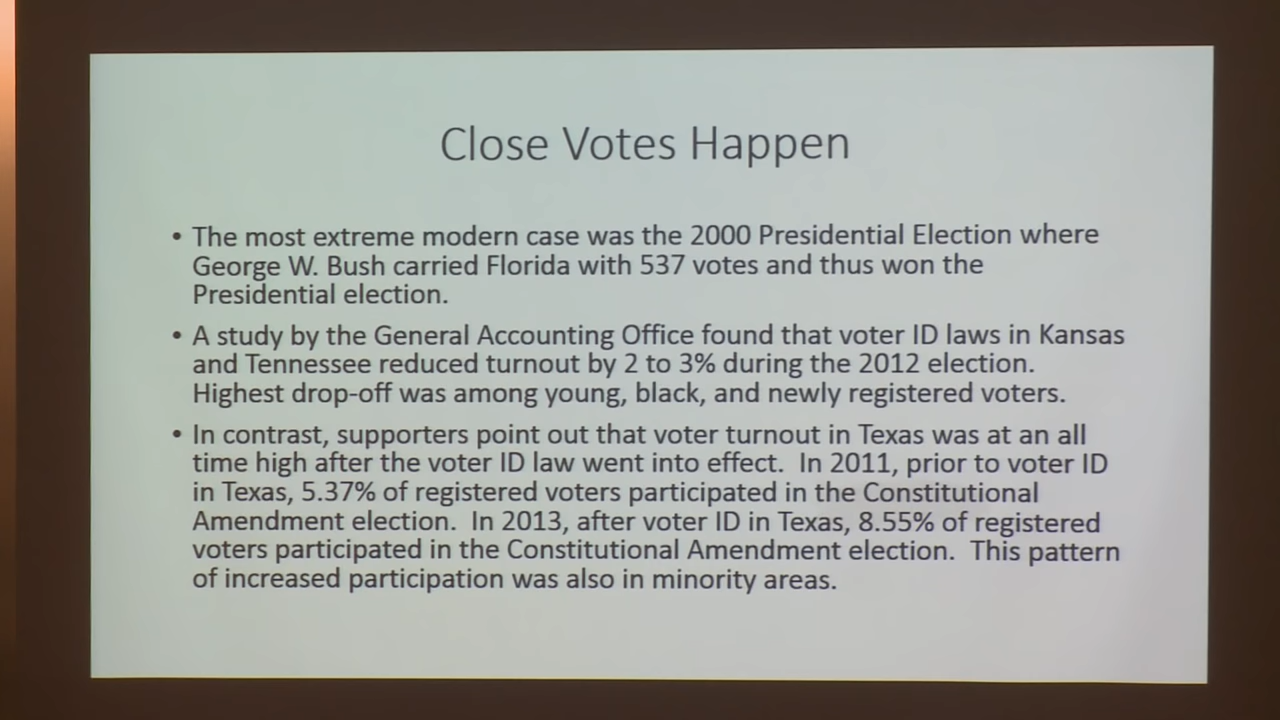 Close Votes Happen
• The most extreme modern case was the 2000 Presidential Election where
George W. Bush carried Florida with 537 votes and thus won the
Presidential election.
• A study by the General Accounting Office found that voter ID laws in Kansas
and Tennessee reduced turnout by 2 to 3% during the 2012 election.
Highest drop-off was among young, black, and newly registered voters.
• In contrast, supporters point out that voter turnout in Texas was at an all
time high after the voter ID law went into effect.  In 2011, prior to voter ID
in Texas, 5.37% of registered voters participated in the Constitutional
Amendment election.  In 2013, after voter ID in Texas, 8.55% of registered
voters participated in the Constitutional Amendment election.  This pattern
of increased participation was also in minority areas.